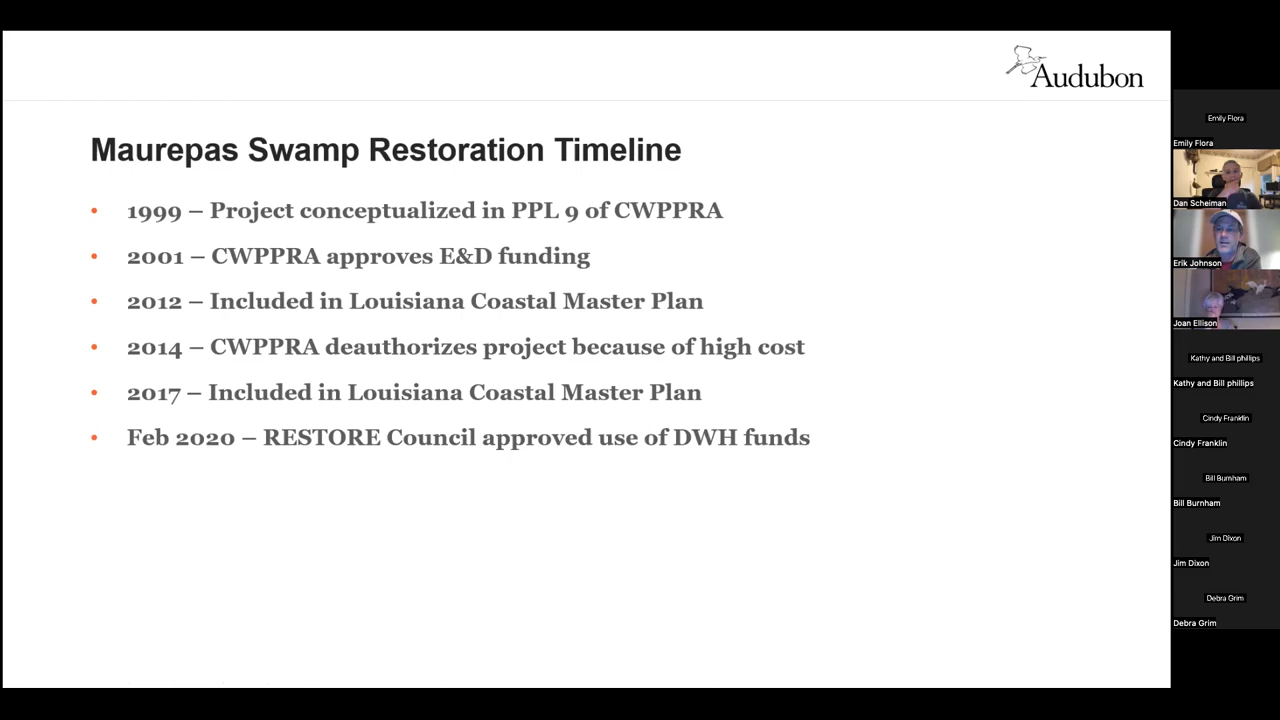 Audubon
Maurepas Swamp Restoration Timeline
• 1999 – Project conceptualized in PPL 9 of CWPPRA
• 2001 – CWPPRA approves E&D funding
• 2012 – Included in Louisiana Coastal Master Plan
• 2014 – CWPPRA deauthorizes project because of high cost
• 2017 – Included in Louisiana Coastal Master Plan
• Feb 2020 – RESTORE Council approved use of DWH funds
Emily Flora
Emily Flora
Dan Scheiman
Erik Johnson
Joan Ellison
Kathy and Bill phillips
Kathy and Bill phillips
Cindy Franklin
Cindy Franklin
Bill Burnham
Bill Burnham
Jim Dixon
Jim Dixon
Debra Grim
Debra Grim